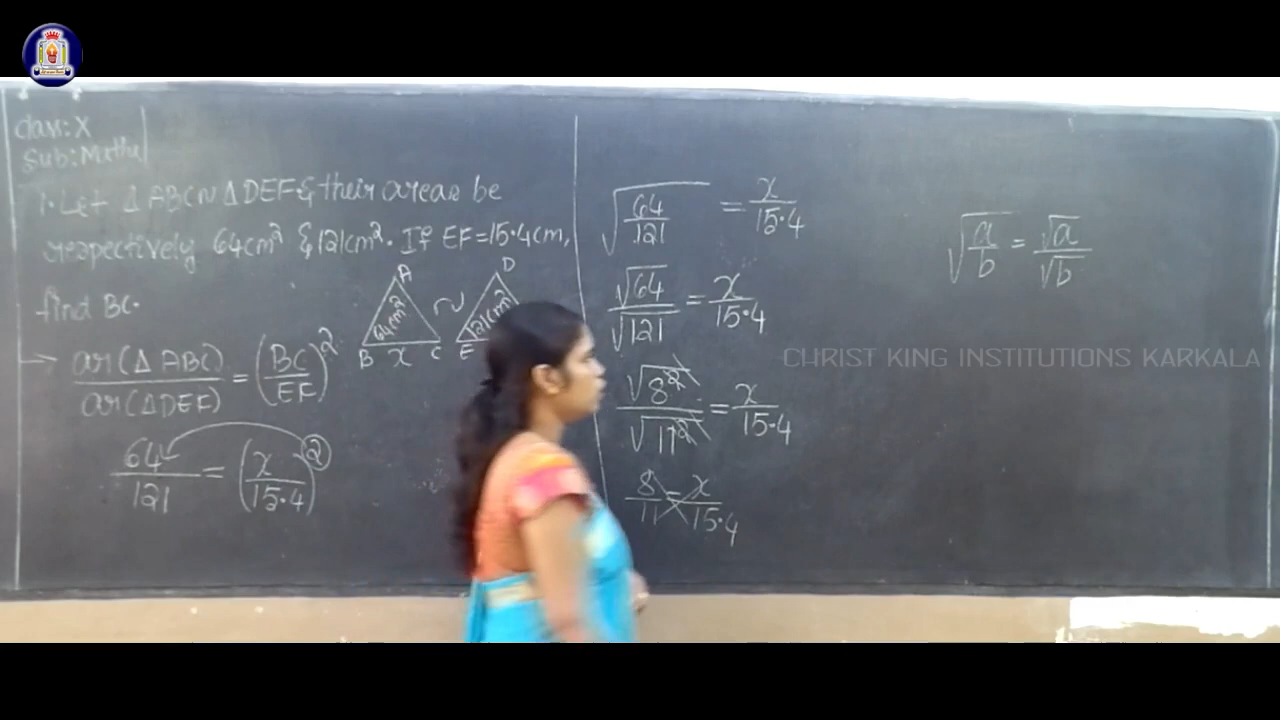 Class: X
Sub: Maths
1. Let Δ ABC ~ Δ DEF & their areas be
respectively 64cm² & 121cm². If EF = 15.4cm,
find BC.
A
D
64cm²
~
121cm²
B x C E
→ ar(Δ ABC) / ar(ΔDEF) = (BC/EF)²
64/121 = (x/15.4)²
√(64/121) = x/15.4
√64/√121 = x/15.4
√8²/√11² = x/15.4
8/11 = x/15.4
√(a/b) = √a/√b
CHRIST KING INSTITUTIONS KARKALA